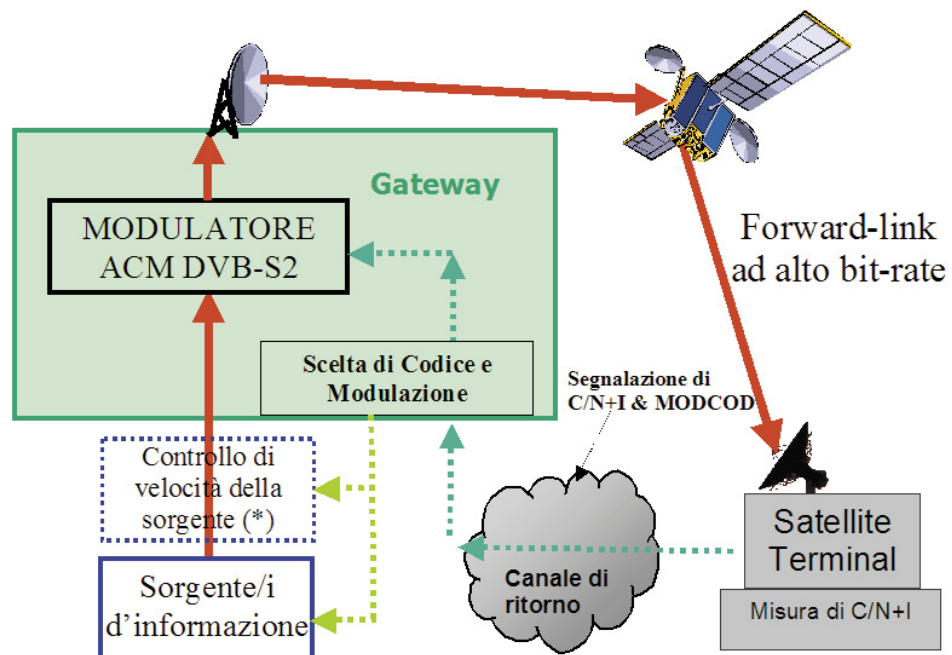 Gateway
MODULATORE
ACM DVB-S2
Forward-link
ad alto bit-rate
Scelta di Codice e
Modulazione
Segnalazione di
C/N+I & MODCOD
Controllo di
velocità della
sorgente (*)
Sorgente/i
d’informazione
Canale di
ritorno
Satellite
Terminal
Misura di C/N+I